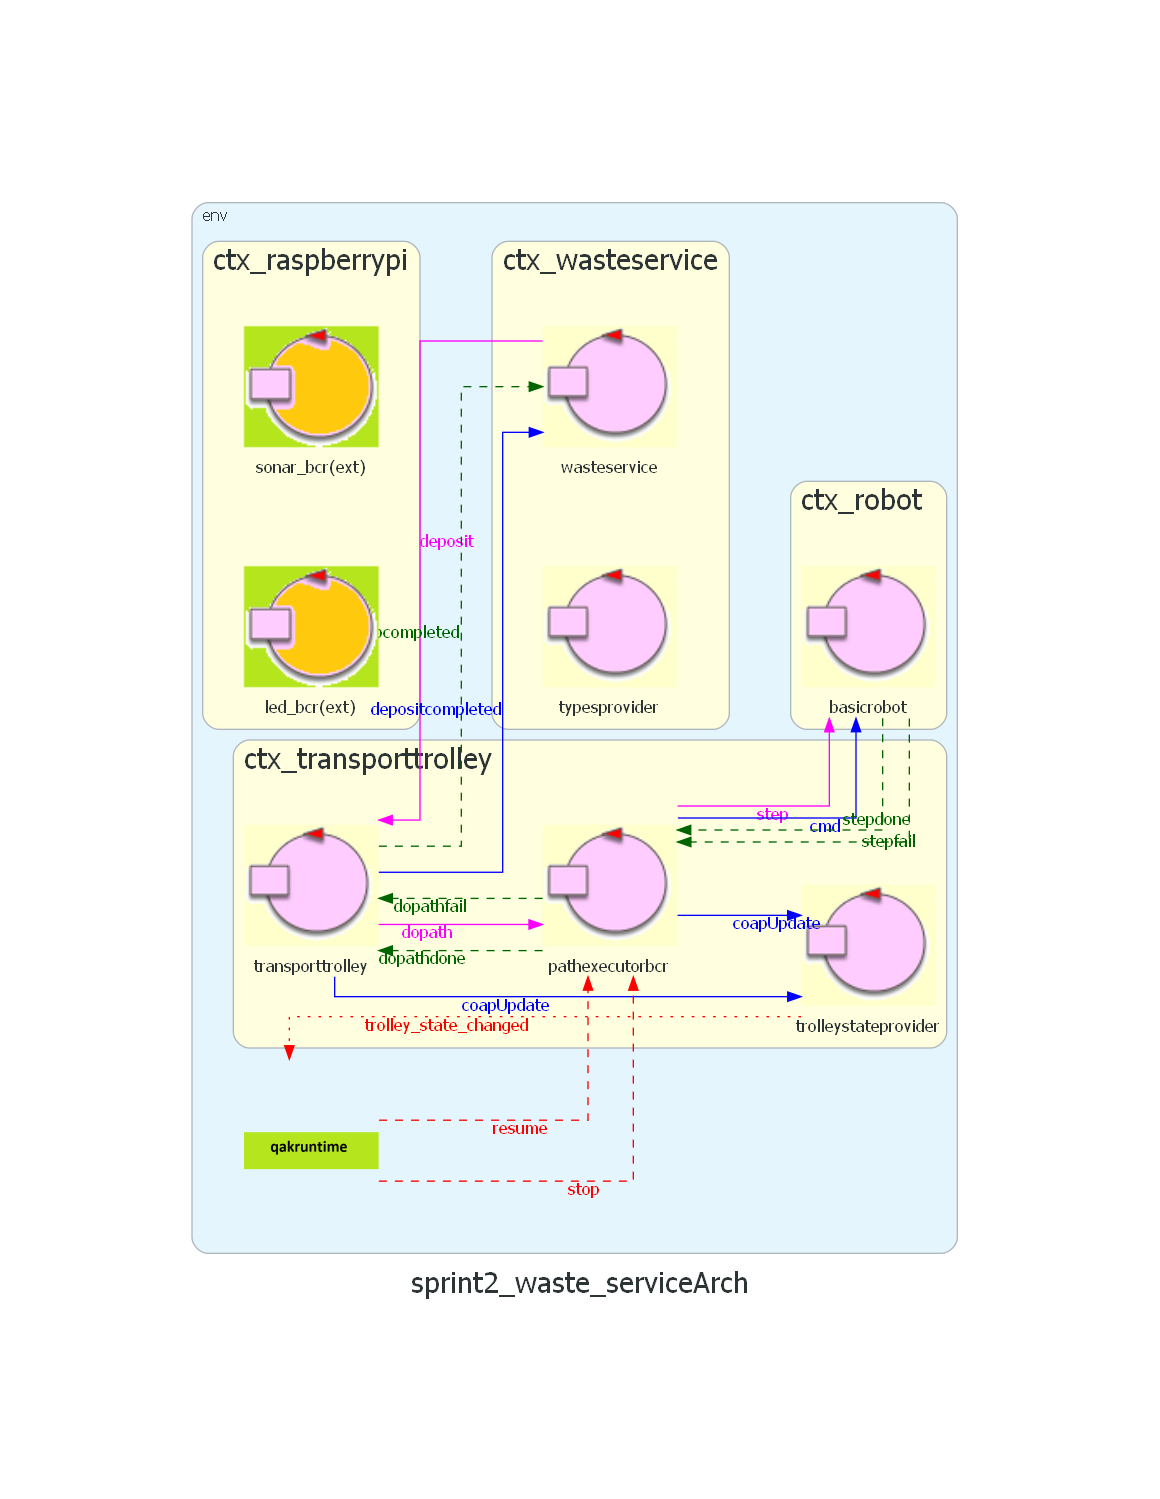 env
ctx_raspberrypi
ctx_wasteservice
sonar_bcr(ext)
wasteservice
ctx_robot
deposit
led_bcr(ext)
typesprovider
basicrobot
depositcompleted
ctx_transporttrolley
step
cmd
stepdone
stepfail
dopathfail
dopath
dopathdone
coapUpdate
transporttrolley
pathexecutorbcr
coapUpdate
trolley_state_changed
trolleystateprovider
resume
qakruntime
stop
sprint2_waste_serviceArch